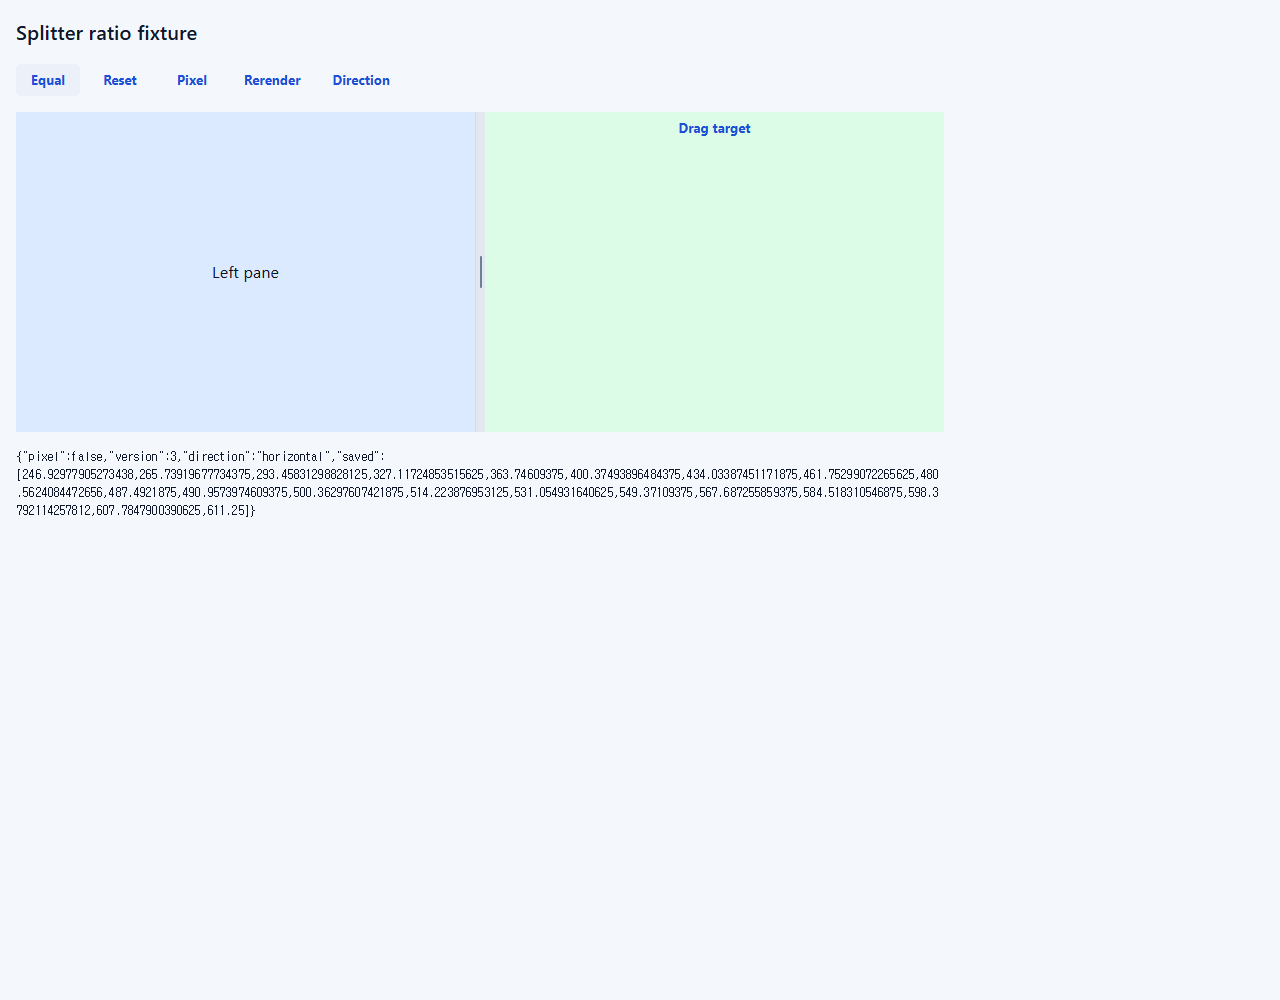 Splitter ratio fixture
Equal Reset Pixel Rerender Direction
Drag target
Left pane
{"pixel":false,"version":3,"direction":"horizontal","saved":
[246.92977905273438,265.73919677734375,293.45831298828125,327.11724853515625,363.74609375,400.37493896484375,434.03387451171875,461.75299072265625,480
.5624084472656,487.4921875,490.9573974609375,500.36297607421875,514.223876953125,531.054931640625,549.37109375,567.687255859375,584.518310546875,598.3
792114257812,607.7847900390625,611.25]}